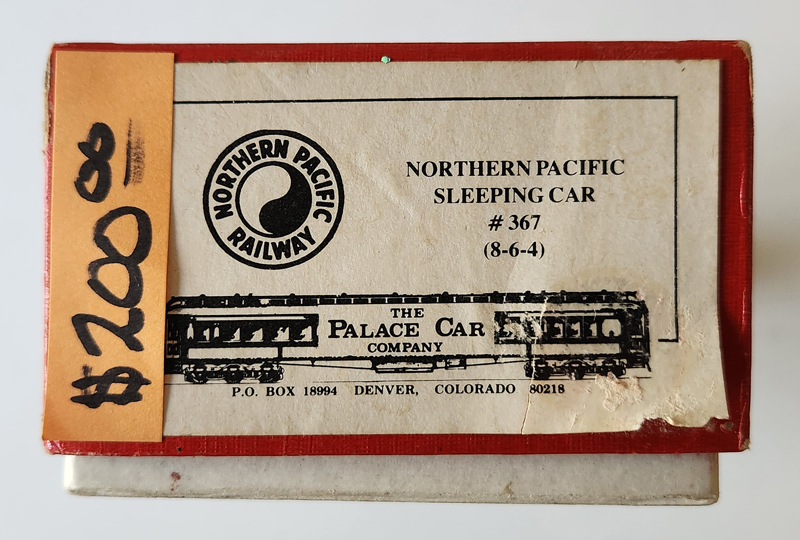 $200 00
NORTHERN PACIFIC
RAILWAY
NORTHERN PACIFIC
SLEEPING CAR
# 367
(8-6-4)
THE
PALACE CAR
COMPANY
P.O. BOX 18994 DENVER, COLORADO 80218